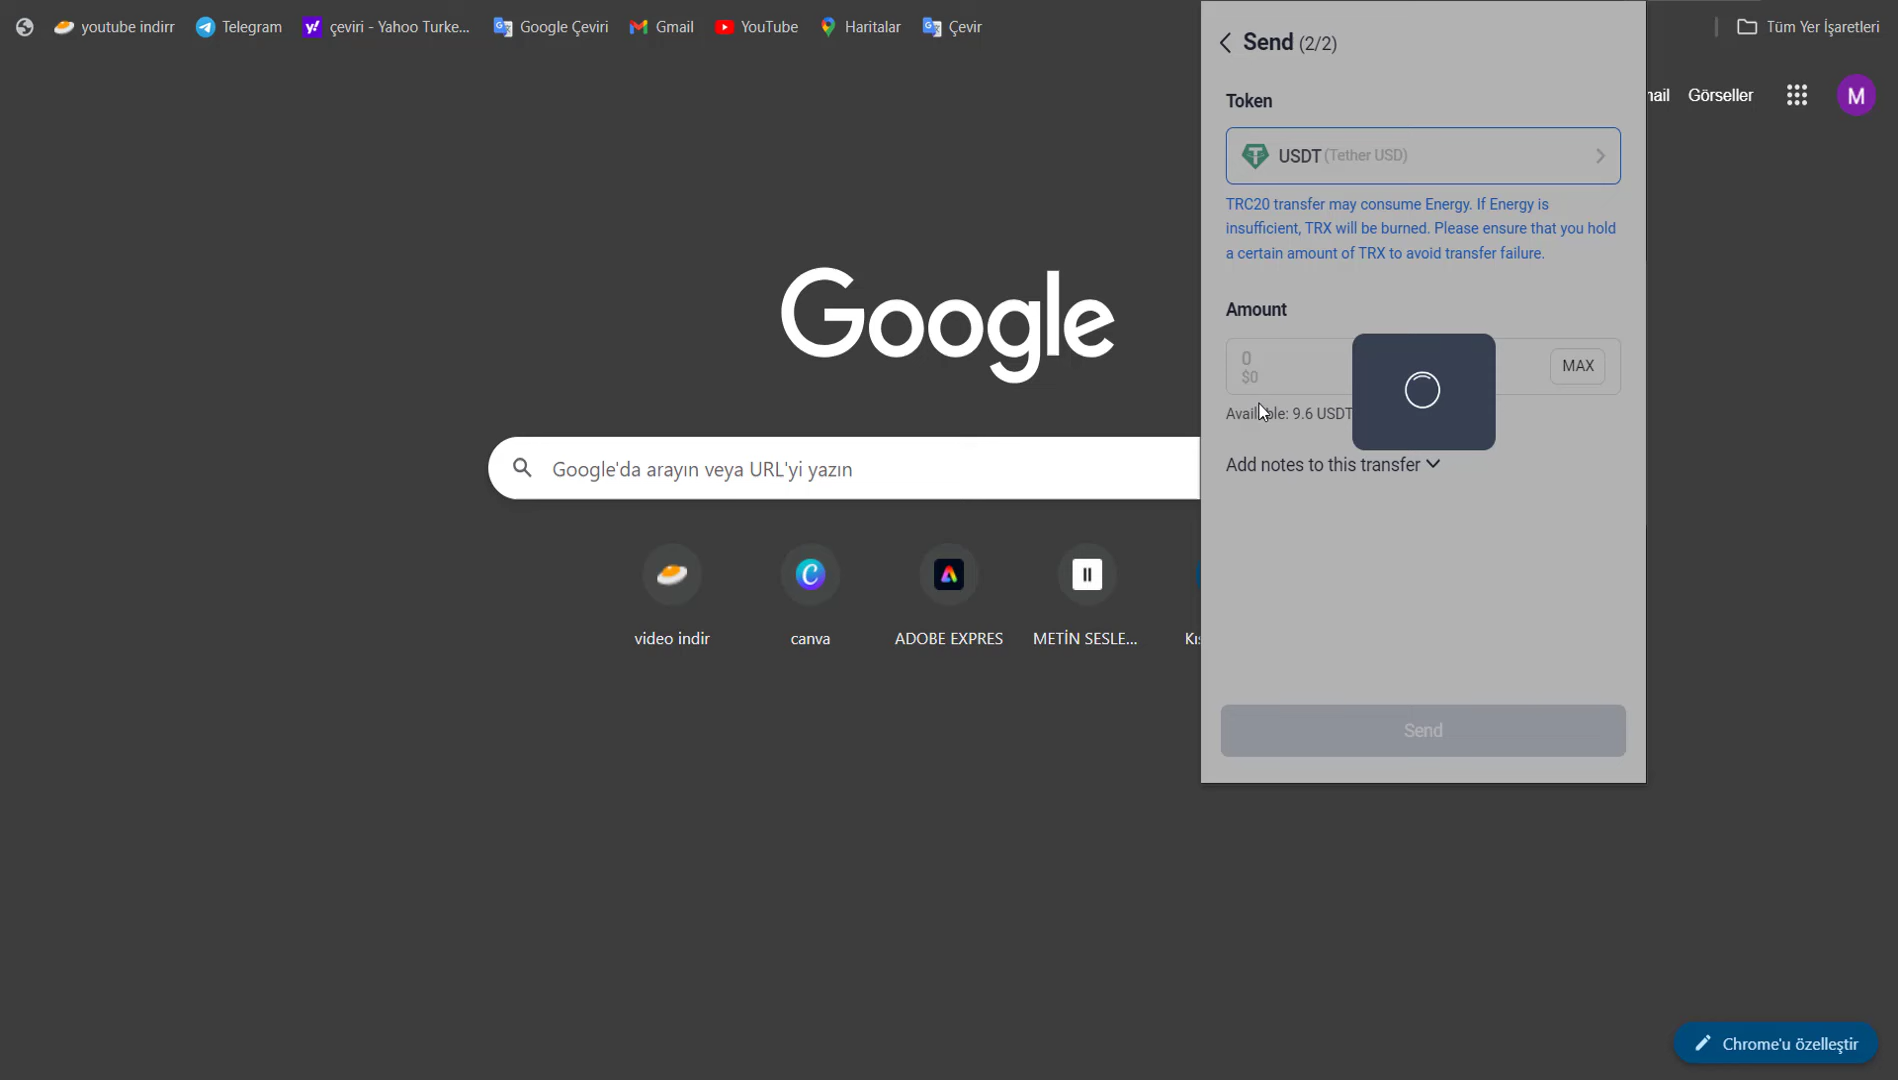 youtube indirr
Telegram
çeviri - Yahoo Turke...
Google Çeviri
Gmail
YouTube
Haritalar
Çevir
Tüm Yer İşaretleri
Görseller
M
Google
Google'da arayın veya URL'yi yazın
video indir
canva
ADOBE EXPRES
METİN SESLE...
Send (2/2)
Token
USDT (Tether USD)
TRC20 transfer may consume Energy. If Energy is
insufficient, TRX will be burned. Please ensure that you hold
a certain amount of TRX to avoid transfer failure.
Amount
0
$0
MAX
Available: 9.6 USDT
Add notes to this transfer
Send
Chrome'u özelleştir